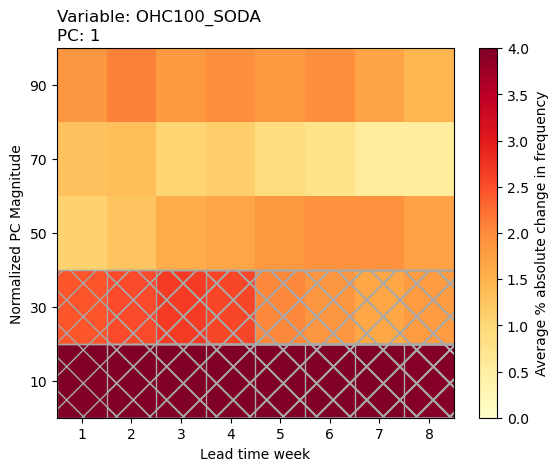 Variable: OHC100_SODA
PC: 1
90
70
50
30
10
Normalized PC Magnitude
1 2 3 4 5 6 7 8
Lead time week
4.0
3.5
3.0
2.5
2.0
1.5
1.0
0.5
0.0
Average % absolute change in frequency